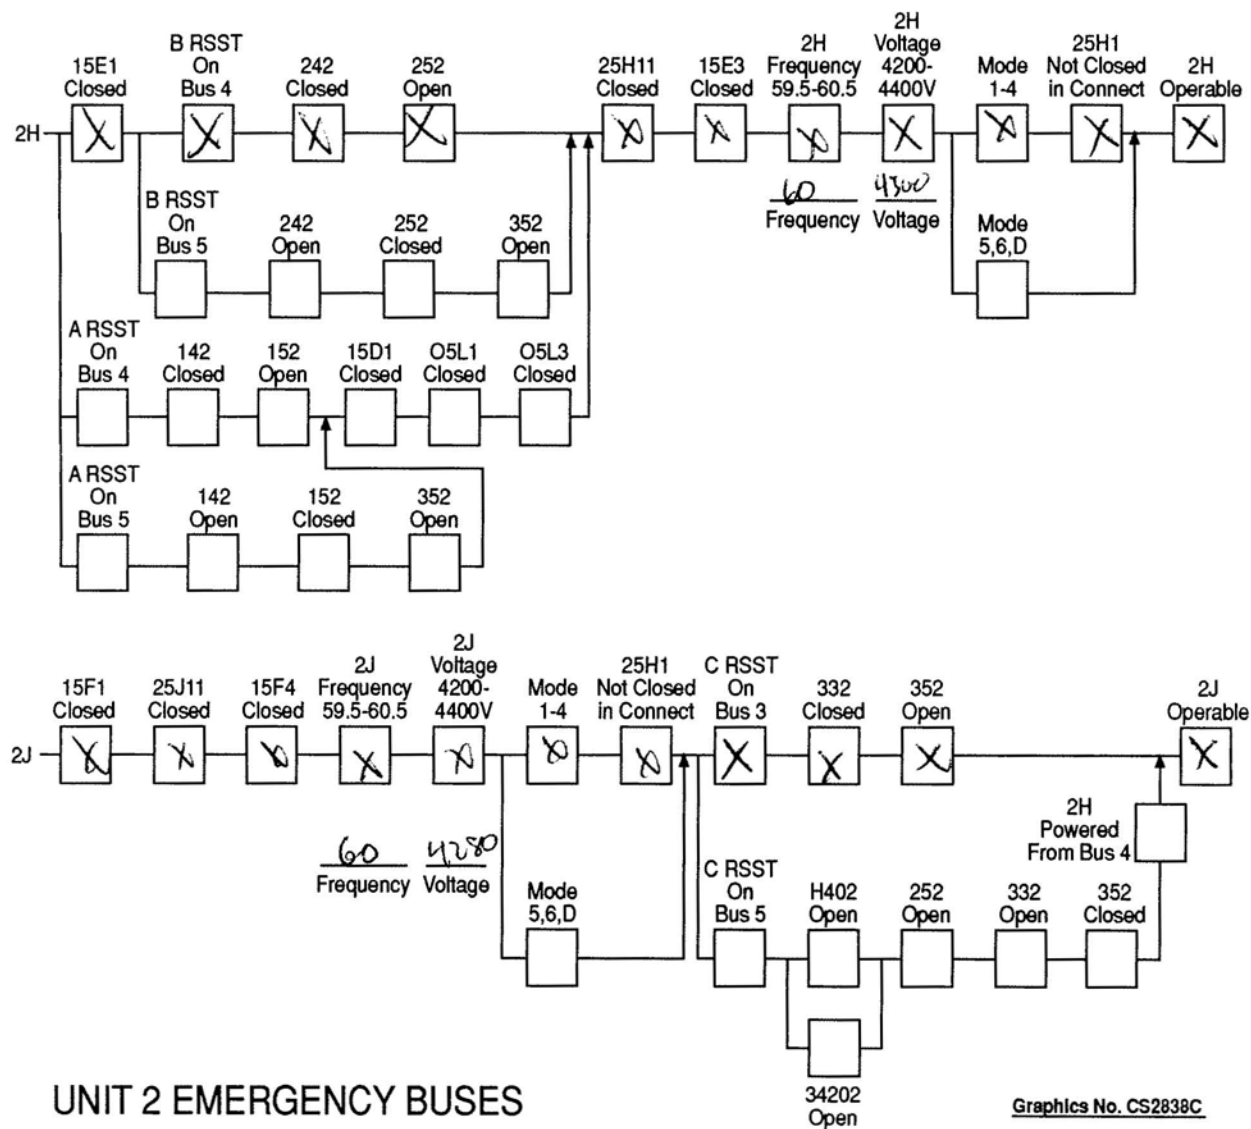 15E1
Closed
B RSST
On
Bus 4
242
Closed
252
Open
25H11
Closed
15E3
Closed
2H
Frequency
59.5-60.5
2H
Voltage
4200-
4400V
Mode
1-4
25H1
Not Closed
in Connect
2H
Operable
2H
60
Frequency
4300
Voltage
B RSST
On
Bus 5
242
Open
252
Closed
352
Open
Mode
5,6,D
A RSST
On
Bus 4
142
Closed
152
Open
15D1
Closed
O5L1
Closed
O5L3
Closed
A RSST
On
Bus 5
142
Open
152
Closed
352
Open
15F1
Closed
25J11
Closed
15F4
Closed
2J
Frequency
59.5-60.5
2J
Voltage
4200-
4400V
Mode
1-4
25H1
Not Closed
in Connect
C RSST
On
Bus 3
332
Closed
352
Open
2J
Operable
2J
60
Frequency
4280
Voltage
2H
Powered
From Bus 4
Mode
5,6,D
C RSST
On
Bus 5
H402
Open
252
Open
332
Open
352
Closed
34202
Open
UNIT 2 EMERGENCY BUSES
Graphics No. CS2838C